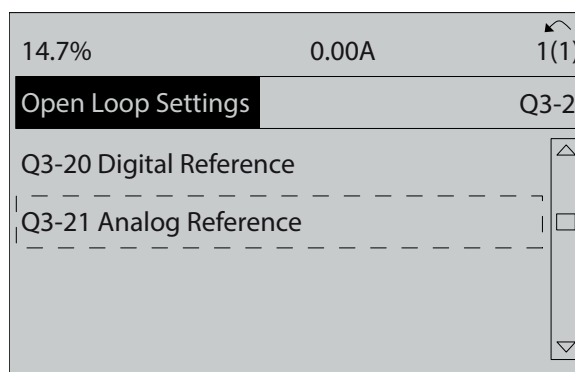 14.7% 0.00A 1(1)
Open Loop Settings Q3-2
Q3-20 Digital Reference
Q3-21 Analog Reference